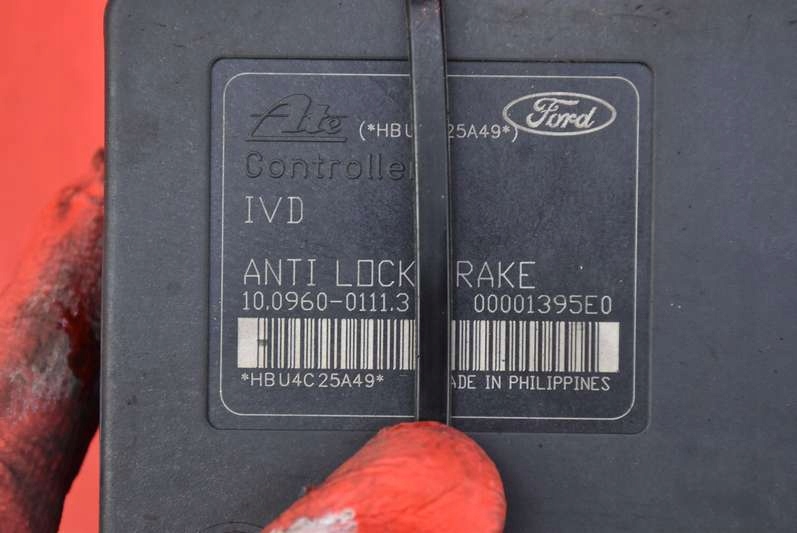 Ate (*HBU 25A49*) Ford
Controller
IVD
ANTI LOCK RAKE
10.0960-0111.3 00001395E0
*HBU4C25A49* ADE IN PHILIPPINES